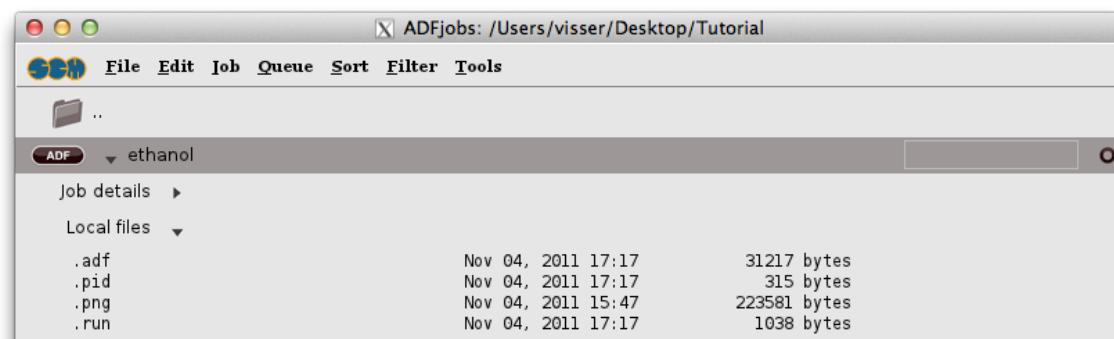 X ADFjobs: /Users/visser/Desktop/Tutorial
SCM File Edit Job Queue Sort Filter Tools
..
ADF ethanol
Job details
Local files
.adf Nov 04, 2011 17:17 31217 bytes
.pid Nov 04, 2011 17:17 315 bytes
.png Nov 04, 2011 15:47 223581 bytes
.run Nov 04, 2011 17:17 1038 bytes